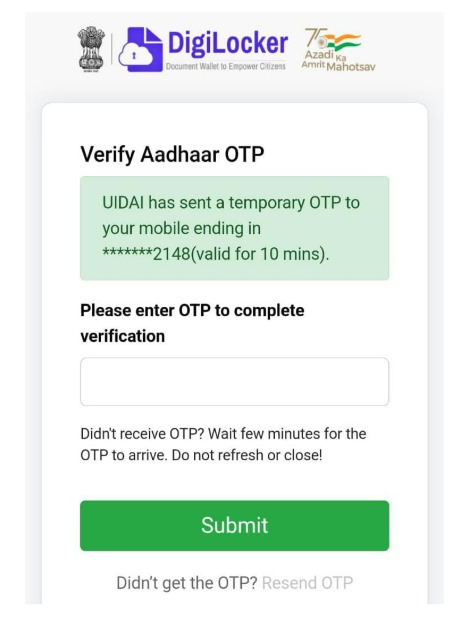 DigiLocker
Document Wallet to Empower Citizens
75
Azadi Ka
Amrit Mahotsav
Verify Aadhaar OTP
UIDAI has sent a temporary OTP to
your mobile ending in
*******2148(valid for 10 mins).
Please enter OTP to complete
verification
Didn't receive OTP? Wait few minutes for the
OTP to arrive. Do not refresh or close!
Submit
Didn't get the OTP? Resend OTP